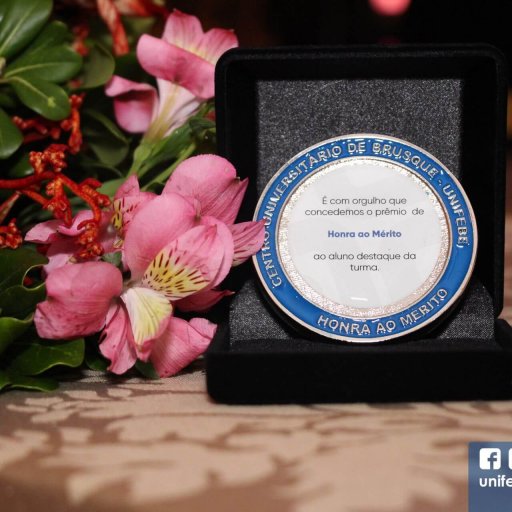 CENTRO UNIVERSITÁRIO DE BRUSQUE - UNIFEBE
É com orgulho que
concedemos o prêmio de
Honra ao Mérito
ao aluno destaque da
turma.
HONRA AO MÉRITO
unife